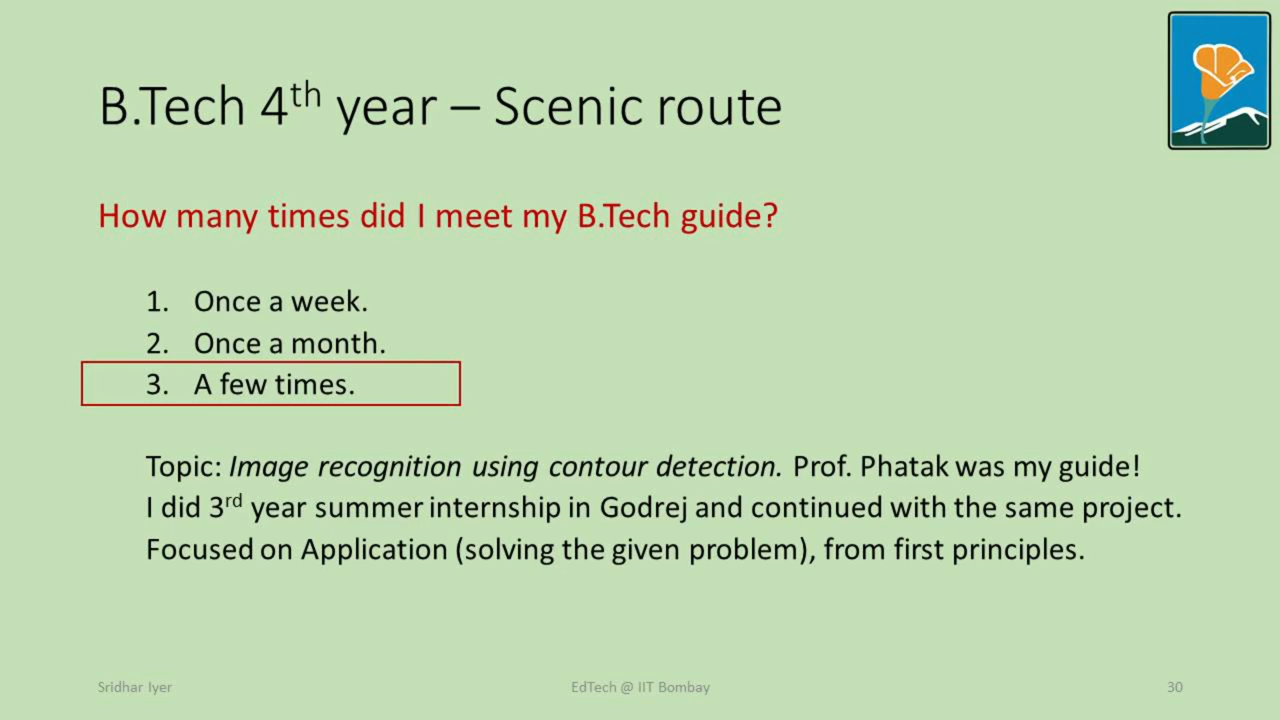 B.Tech 4th year – Scenic route
How many times did I meet my B.Tech guide?
1. Once a week.
2. Once a month.
3. A few times.
Topic: Image recognition using contour detection. Prof. Phatak was my guide!
I did 3rd year summer internship in Godrej and continued with the same project.
Focused on Application (solving the given problem), from first principles.
Sridhar Iyer
EdTech @ IIT Bombay
30